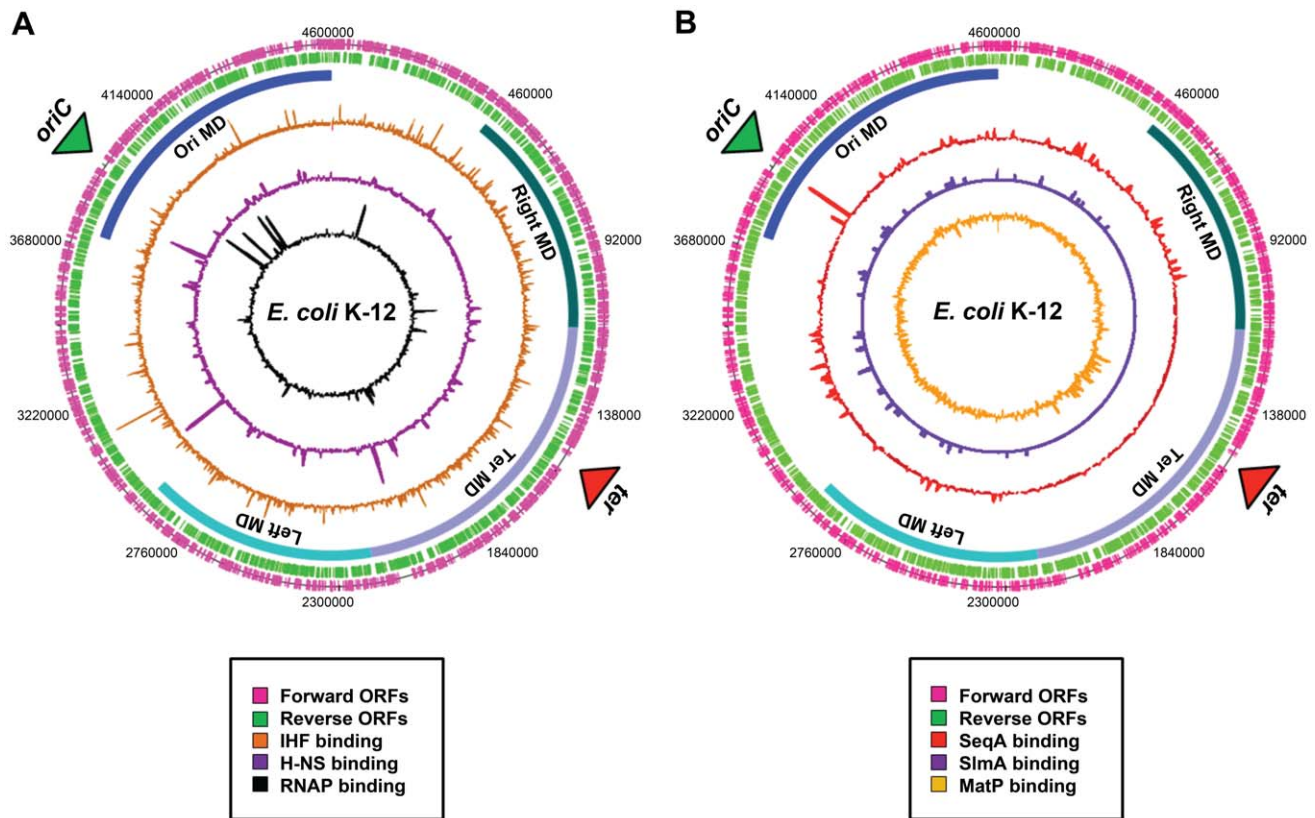 A
4600000
4140000
460000
oriC
Ori MD
Right MD
3680000
92000
E. coli K-12
3220000
138000
Ter MD
ter
Left MD
2760000
1840000
2300000
Forward ORFs
Reverse ORFs
IHF binding
H-NS binding
RNAP binding
B
4600000
4140000
460000
oriC
Ori MD
Right MD
3680000
92000
E. coli K-12
3220000
138000
Ter MD
ter
Left MD
2760000
1840000
2300000
Forward ORFs
Reverse ORFs
SeqA binding
SlmA binding
MatP binding